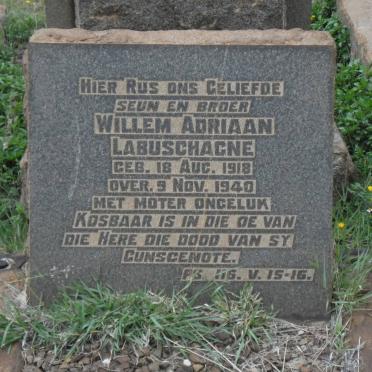 HIER RUS ONS GELIEFDE
SEUN EN BROER
WILLEM ADRIAAN
LABUSCHAGNE
GEB. 18 AUG. 1918
OVER. 9 NOV. 1940
MET MOTER ONGELUK
KOSBAAR IS IN DIE OE VAN
DIE HERE DIE DOOD VAN SY
GUNSGENOTE.
PS. 116. V. 15-16.